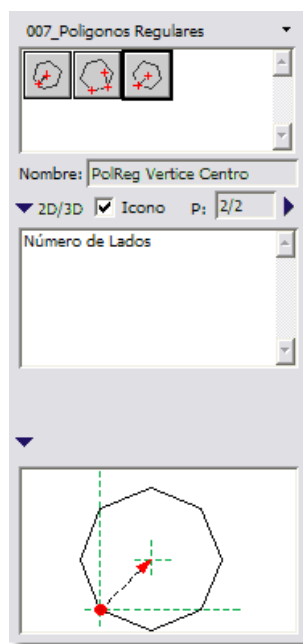 007_Poligonos Regulares
Nombre: PolReg Vertice Centro
2D/3D Icono P: 2/2
Número de Lados